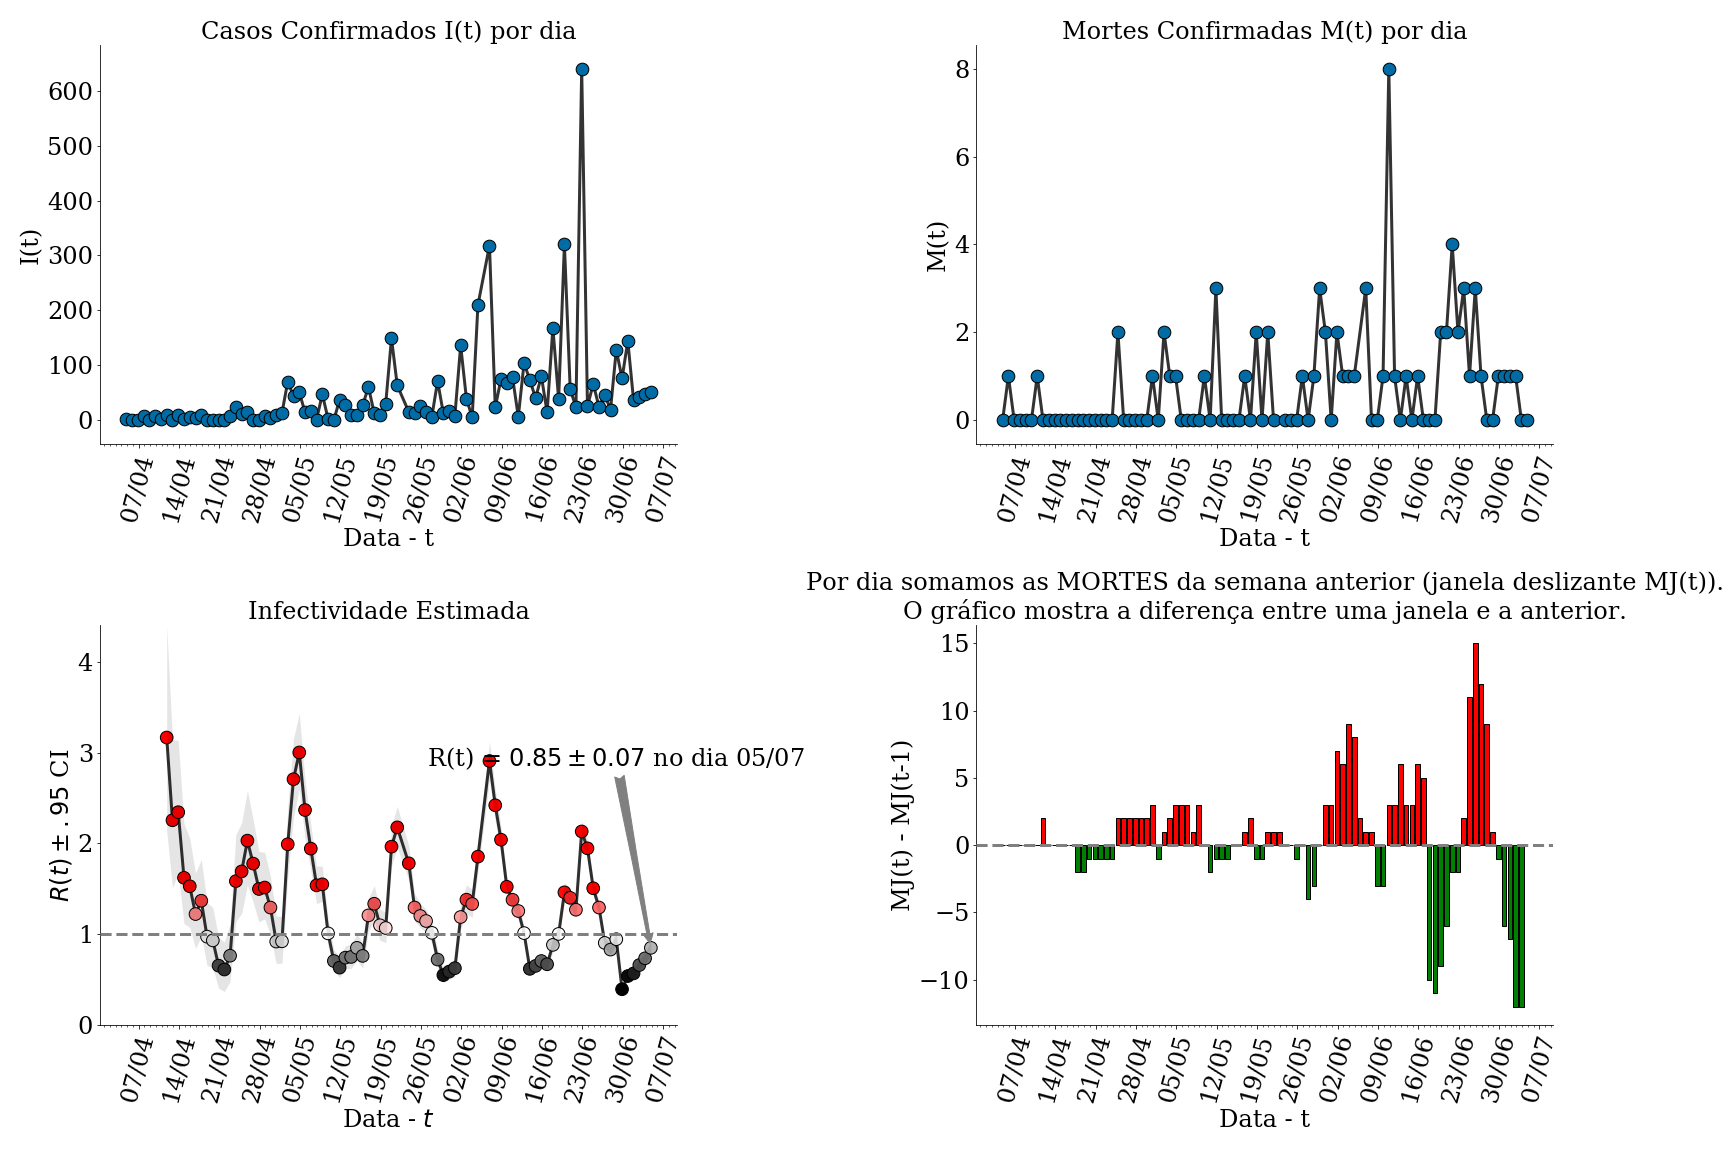 Casos Confirmados I(t) por dia
I(t)
600
500
400
300
200
100
0
07/04 14/04 21/04 28/04 05/05 12/05 19/05 26/05 02/06 09/06 16/06 23/06 30/06 07/07
Data - t
Mortes Confirmadas M(t) por dia
M(t)
8
6
4
2
0
07/04 14/04 21/04 28/04 05/05 12/05 19/05 26/05 02/06 09/06 16/06 23/06 30/06 07/07
Data - t
Infectividade Estimada
R(t) ± .95 CI
4
3
2
1
0
R(t) = 0.85 ± 0.07 no dia 05/07
07/04 14/04 21/04 28/04 05/05 12/05 19/05 26/05 02/06 09/06 16/06 23/06 30/06 07/07
Data - t
Por dia somamos as MORTES da semana anterior (janela deslizante MJ(t)).
O gráfico mostra a diferença entre uma janela e a anterior.
MJ(t) - MJ(t-1)
15
10
5
0
−5
−10
07/04 14/04 21/04 28/04 05/05 12/05 19/05 26/05 02/06 09/06 16/06 23/06 30/06 07/07
Data - t